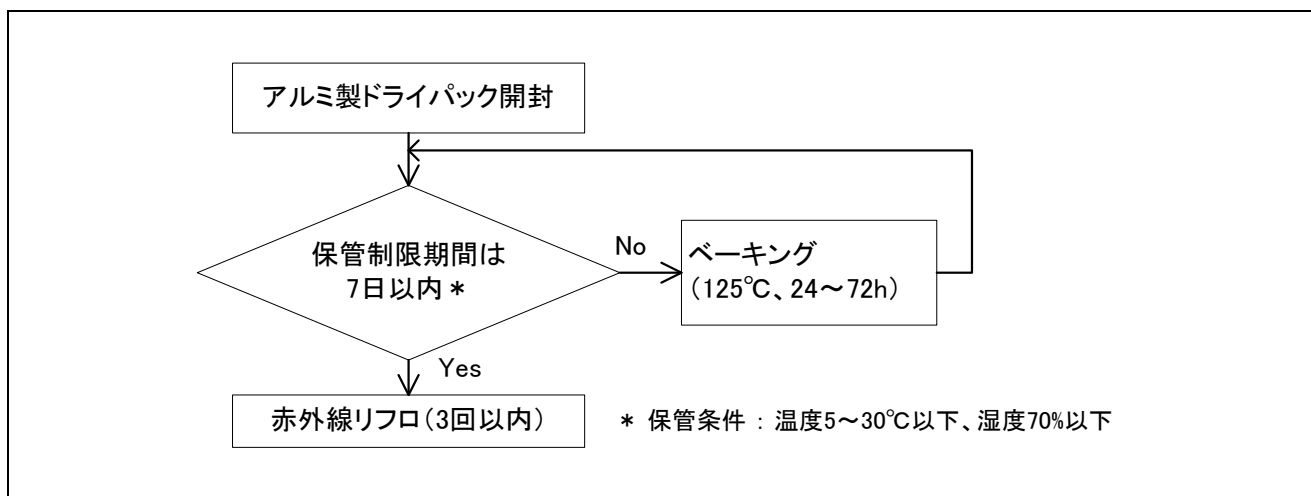 アルミ製ドライパック開封
保管制限期間は
7日以内*
No
ベーキング
(125℃、24～72h)
Yes
赤外線リフロ(3回以内)
* 保管条件 : 温度5～30℃以下、湿度70%以下